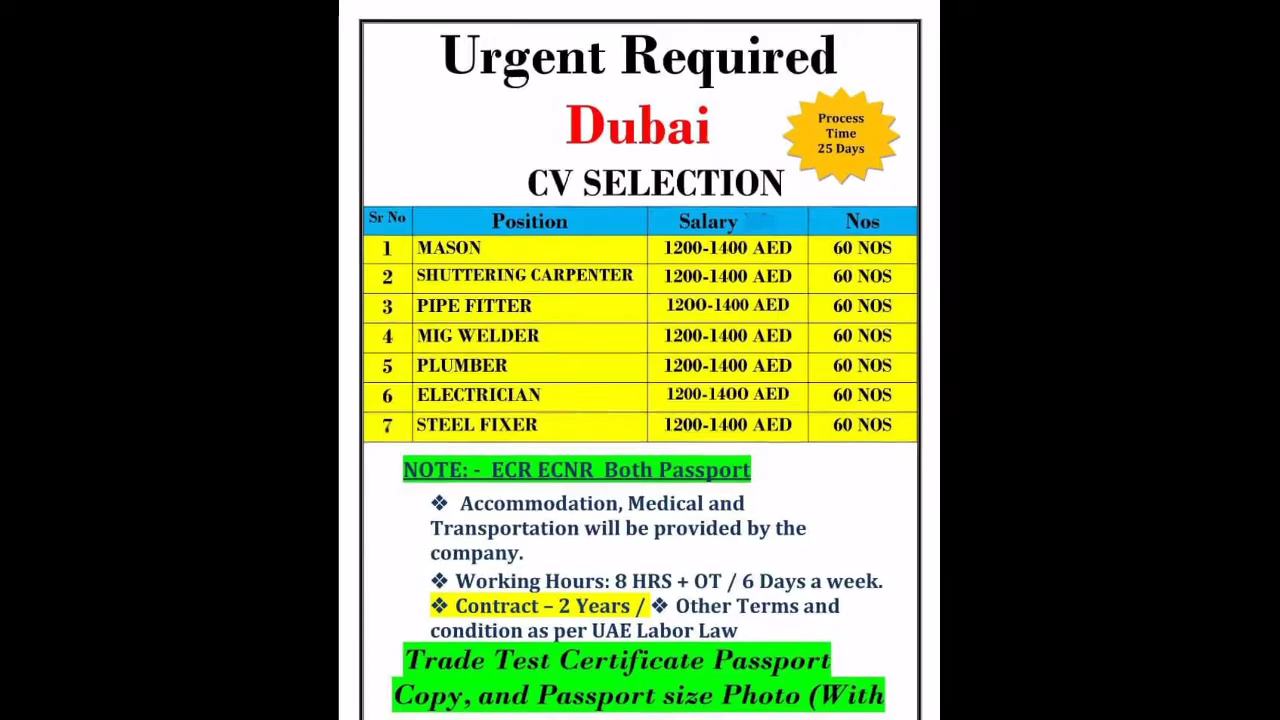 Urgent Required
Dubai
Process
Time
25 Days
CV SELECTION
Sr No Position Salary Nos
1 MASON 1200-1400 AED 60 NOS
2 SHUTTERING CARPENTER 1200-1400 AED 60 NOS
3 PIPE FITTER 12OO-1400 AED 60 NOS
4 MIG WELDER 1200-1400 AED 60 NOS
5 PLUMBER 1200-1400 AED 60 NOS
6 ELECTRICIAN 1200-14OO AED 60 NOS
7 STEEL FIXER 1200-1400 AED 60 NOS
NOTE: - ECR ECNR Both Passport
❖ Accommodation, Medical and
Transportation will be provided by the
company.
❖ Working Hours: 8 HRS + OT / 6 Days a week.
❖ Contract – 2 Years / ❖ Other Terms and
condition as per UAE Labor Law
Trade Test Certificate Passport
Copy, and Passport size Photo (With